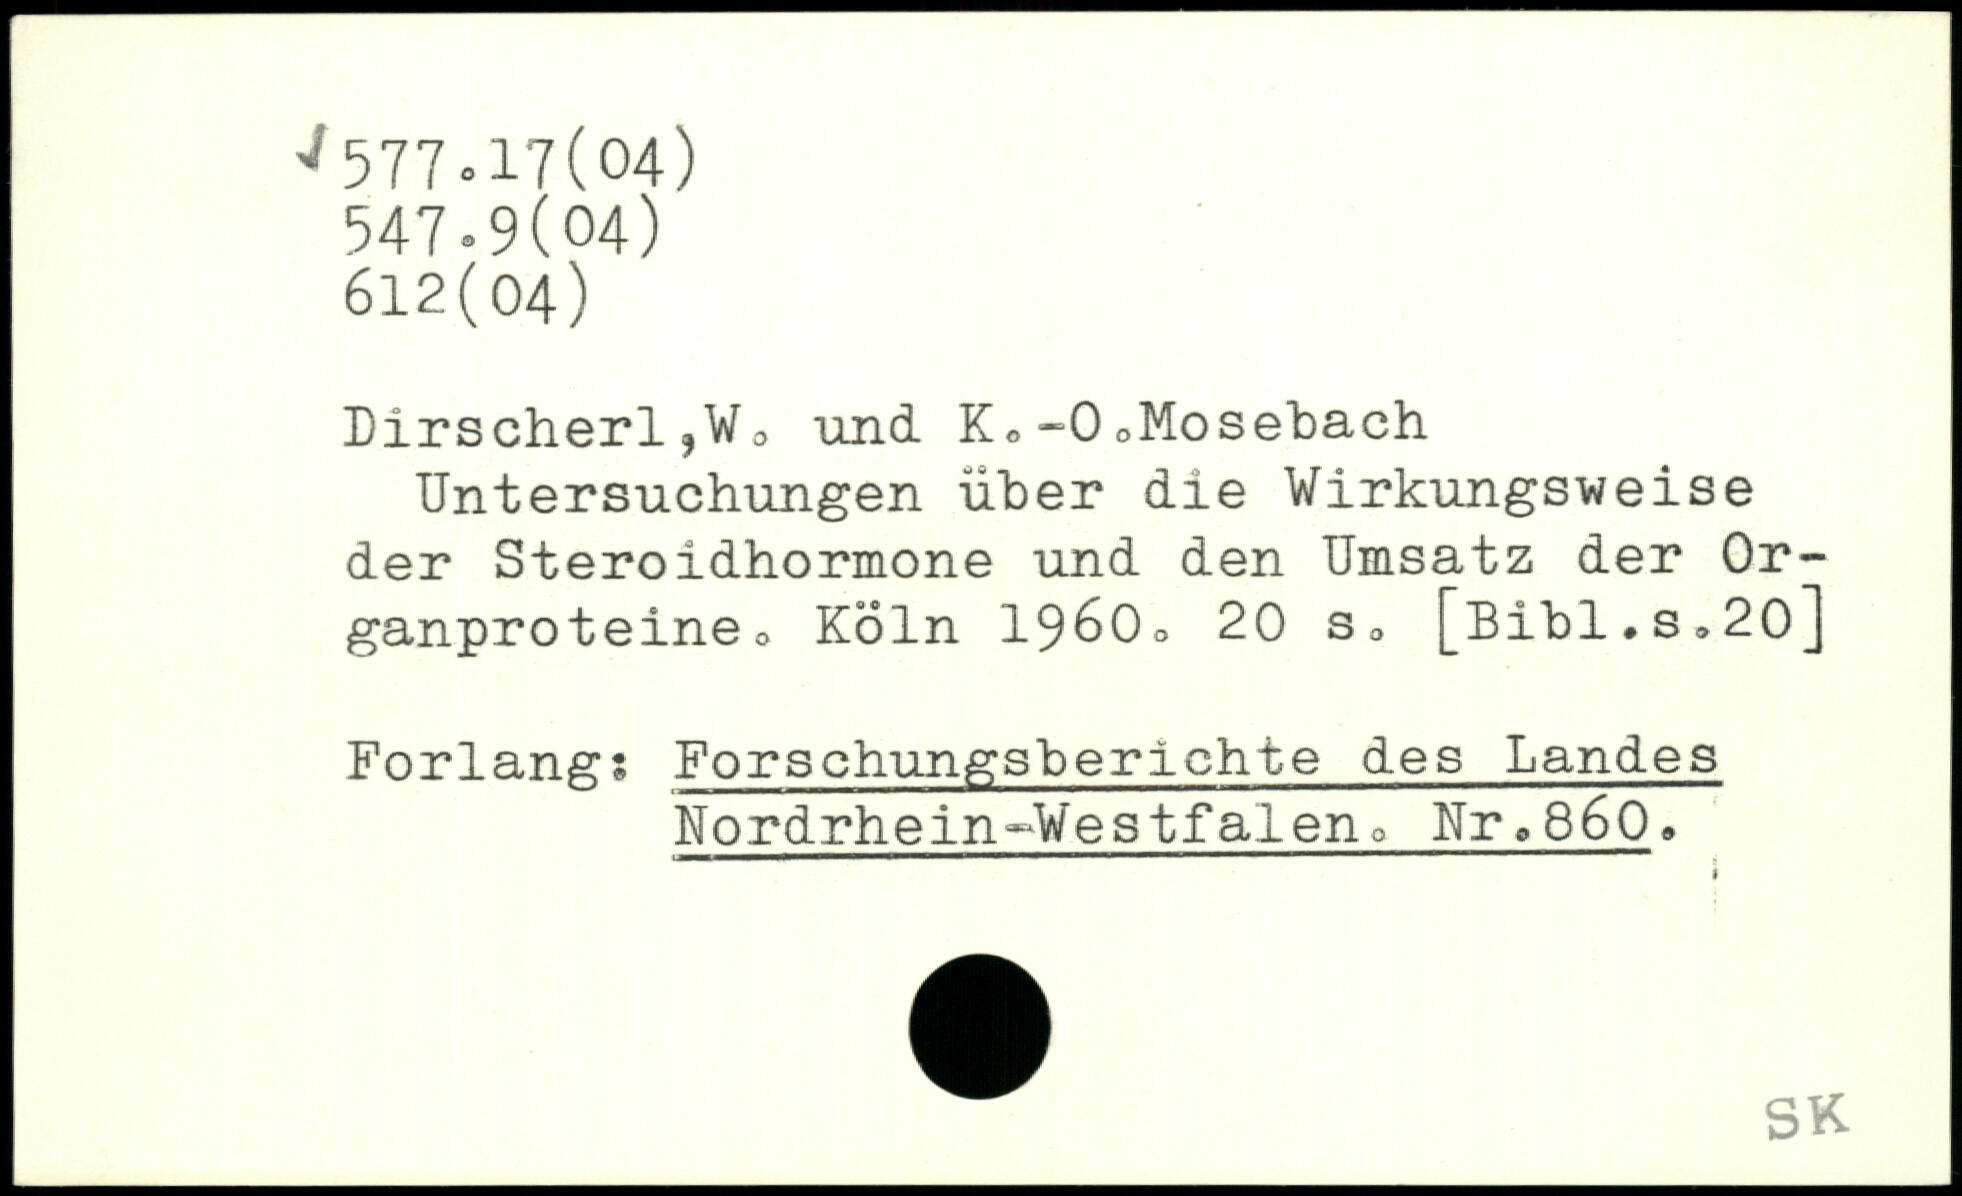 ✓577.17(04)
547.9(04)
612(04)
Dirscherl,W. und K.-O.Mosebach
Untersuchungen über die Wirkungsweise
der Steroidhormone und den Umsatz der Or-
ganproteine. Köln 1960. 20 s. [Bibl.s.20]
Forlang: Forschungsberichte des Landes
Nordrhein-Westfalen. Nr.860.
SK